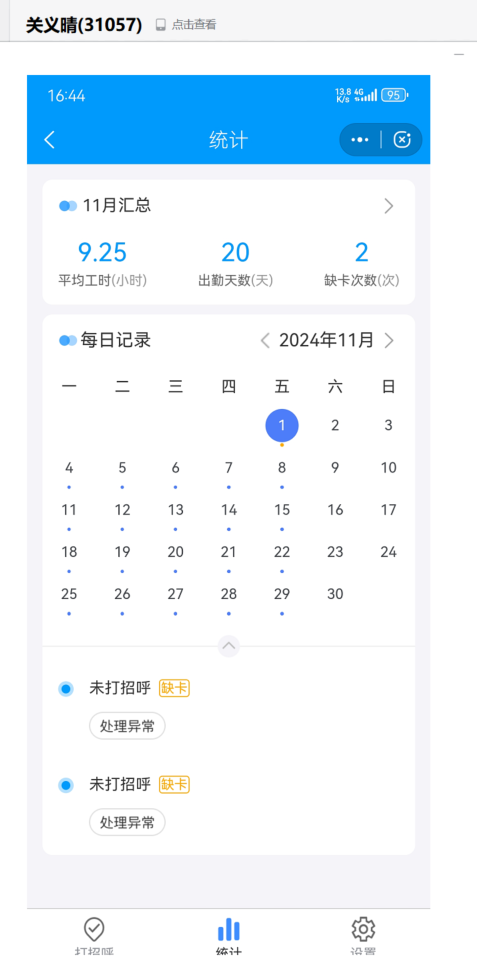 关义晴(31057) 点击查看
16:44 13.8 K/s 4G 95
统计
11月汇总
9.25 20 2
平均工时(小时) 出勤天数(天) 缺卡次数(次)
每日记录 2024年11月
一 二 三 四 五 六 日
1 2 3
4 5 6 7 8 9 10
11 12 13 14 15 16 17
18 19 20 21 22 23 24
25 26 27 28 29 30
未打招呼 缺卡
处理异常
未打招呼 缺卡
处理异常
打招呼 统计 设置